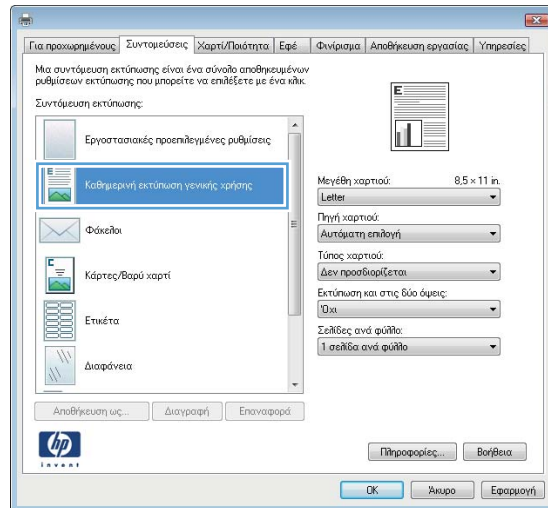 Για προχωρημένους Συντομεύσεις Χαρτί/Ποιότητα Εφέ Φινίρισμα Αποθήκευση εργασίας Υπηρεσίες
Μια συντόμευση εκτύπωσης είναι ένα σύνολο αποθηκευμένων
ρυθμίσεων εκτύπωσης που μπορείτε να επιλέξετε με ένα κλικ.
Συντόμευση εκτύπωσης:
Εργοστασιακές προεπιλεγμένες ρυθμίσεις
Καθημερινή εκτύπωση γενικής χρήσης
Φάκελοι
Κάρτες/Βαρύ χαρτί
Ετικέτα
Διαφάνεια
Αποθήκευση ως... Διαγραφή Επαναφορά
E
Μεγέθη χαρτιού: 8,5 × 11 in.
Letter
Πηγή χαρτιού:
Αυτόματη επιλογή
Τύπος χαρτιού:
Δεν προσδιορίζεται
Εκτύπωση και στις δύο όψεις:
Όχι
Σελίδες ανά φύλλο:
1 σελίδα ανά φύλλο
hp
invent
Πληροφορίες... Βοήθεια
OK Άκυρο Εφαρμογή